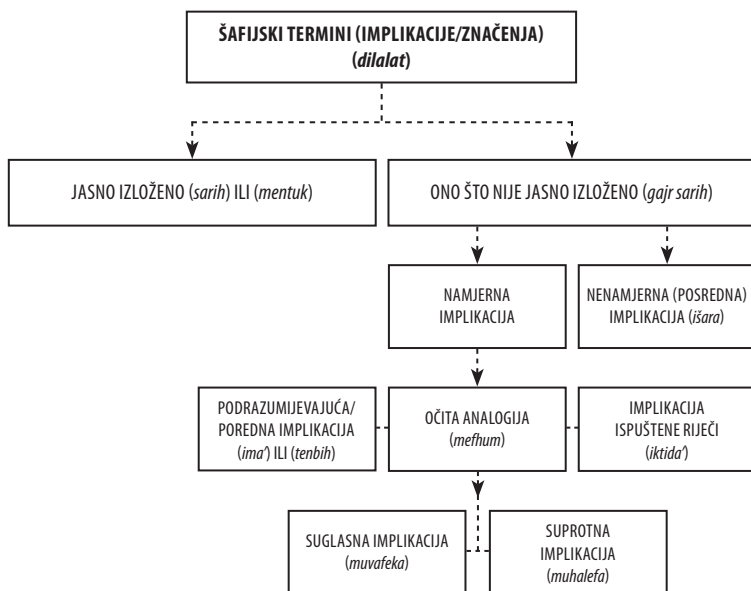 ŠAFIJSKI TERMINI (IMPLIKACIJE/ZNAČENJA)
(dilalat)
JASNO IZLOŽENO (sarih) ILI (mentuk)
ONO ŠTO NIJE JASNO IZLOŽENO (gajr sarih)
NAMJERNA
IMPLIKACIJA
NENAMJERNA (POSREDNA)
IMPLIKACIJA (išara)
PODRAZUMIJEVAJUĆA/
POREDNA IMPLIKACIJA
(ima’) ILI (tenbih)
OČITA ANALOGIJA
(mefhum)
IMPLIKACIJA
ISPUŠTENE RIJEČI
(iktida’)
SUGLASNA IMPLIKACIJA
(muvafeka)
SUPROTNA
IMPLIKACIJA
(muhalefa)